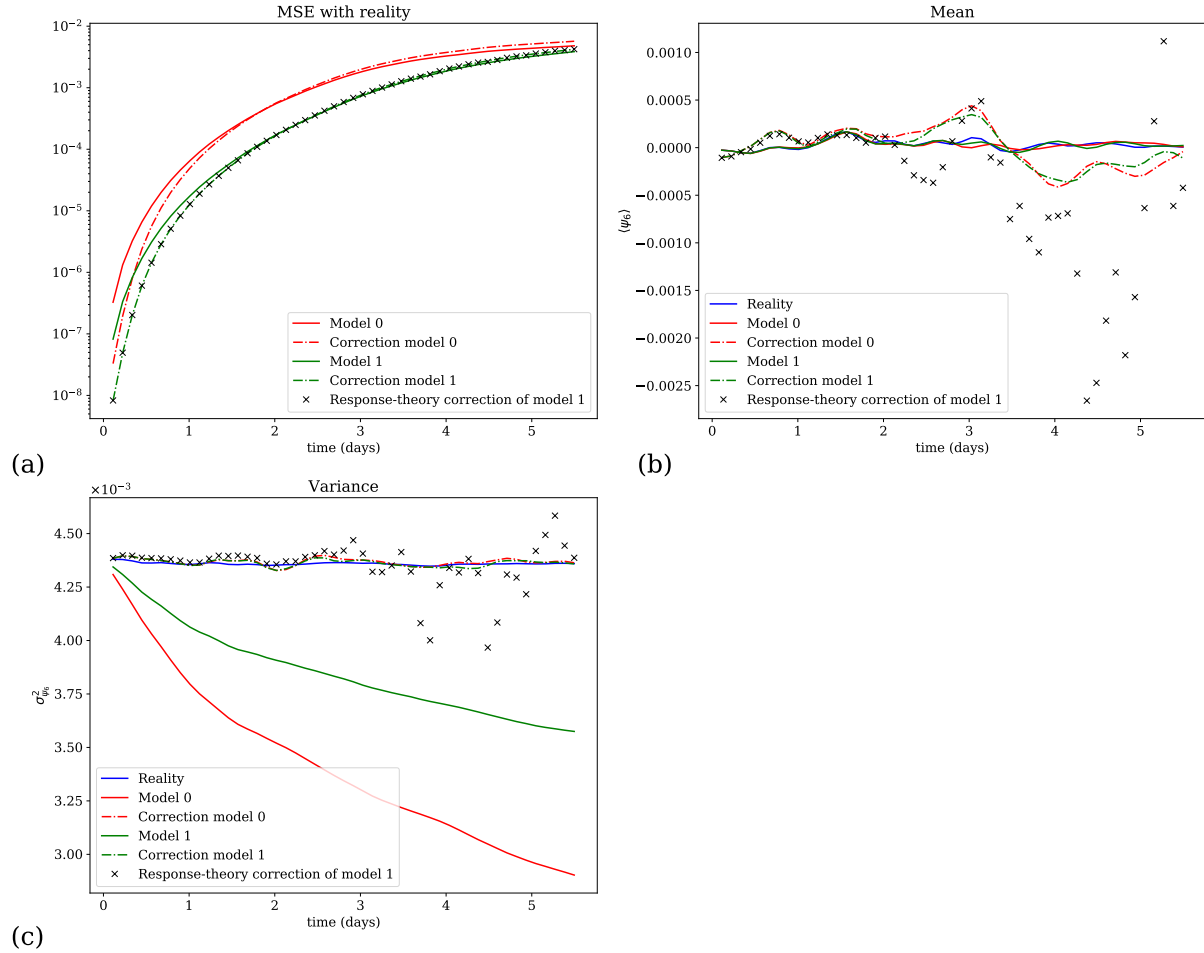 MSE with reality
10⁻²
10⁻³
10⁻⁴
10⁻⁵
10⁻⁶
10⁻⁷
10⁻⁸
Model 0
Correction model 0
Model 1
Correction model 1
Response-theory correction of model 1
0 1 2 3 4 5
time (days)
(a)
Mean
0.0010
0.0005
0.0000
−0.0005
−0.0010
−0.0015
−0.0020
−0.0025
⟨ψ₆⟩
Reality
Model 0
Correction model 0
Model 1
Correction model 1
Response-theory correction of model 1
0 1 2 3 4 5
time (days)
(b)
×10⁻³
Variance
4.50
4.25
4.00
3.75
3.50
3.25
3.00
σ²ψ₆
Reality
Model 0
Correction model 0
Model 1
Correction model 1
Response-theory correction of model 1
0 1 2 3 4 5
time (days)
(c)